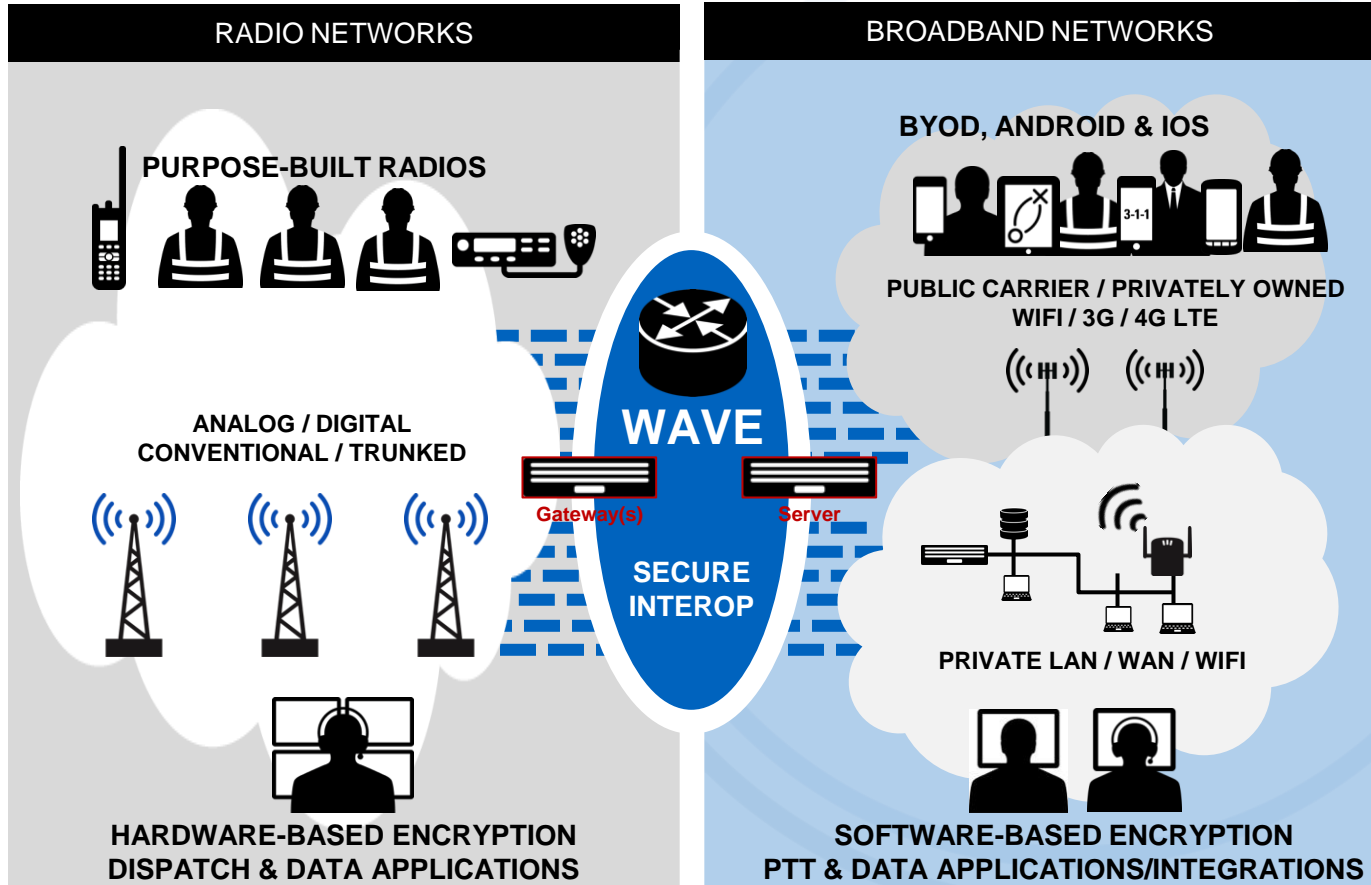 RADIO NETWORKS
PURPOSE-BUILT RADIOS
ANALOG / DIGITAL
CONVENTIONAL / TRUNKED
HARDWARE-BASED ENCRYPTION
DISPATCH & DATA APPLICATIONS
WAVE
Gateway(s)
Server
SECURE
INTEROP
BROADBAND NETWORKS
BYOD, ANDROID & IOS
3-1-1
PUBLIC CARRIER / PRIVATELY OWNED
WIFI / 3G / 4G LTE
PRIVATE LAN / WAN / WIFI
SOFTWARE-BASED ENCRYPTION
PTT & DATA APPLICATIONS/INTEGRATIONS